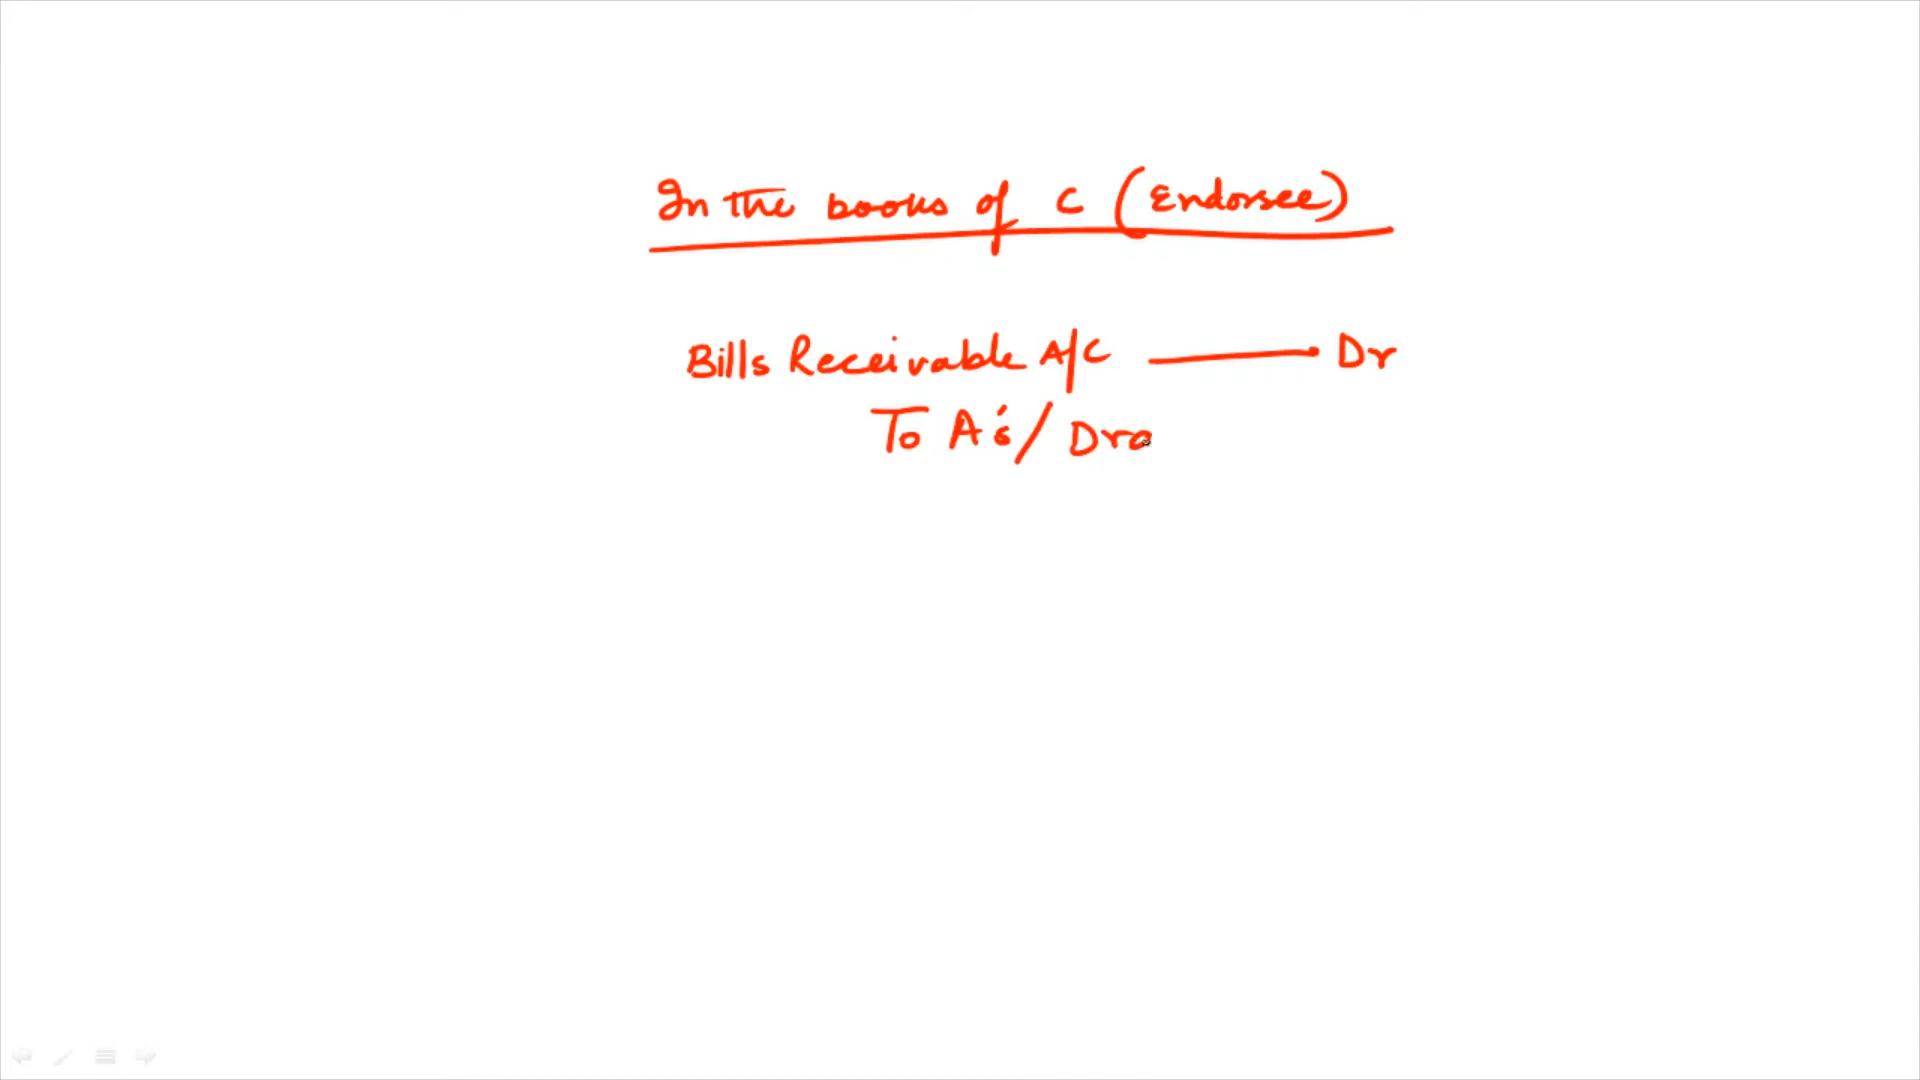 In the books of C (Endorsee)
Bills Receivable A/C — Dr
To A's/ Dra